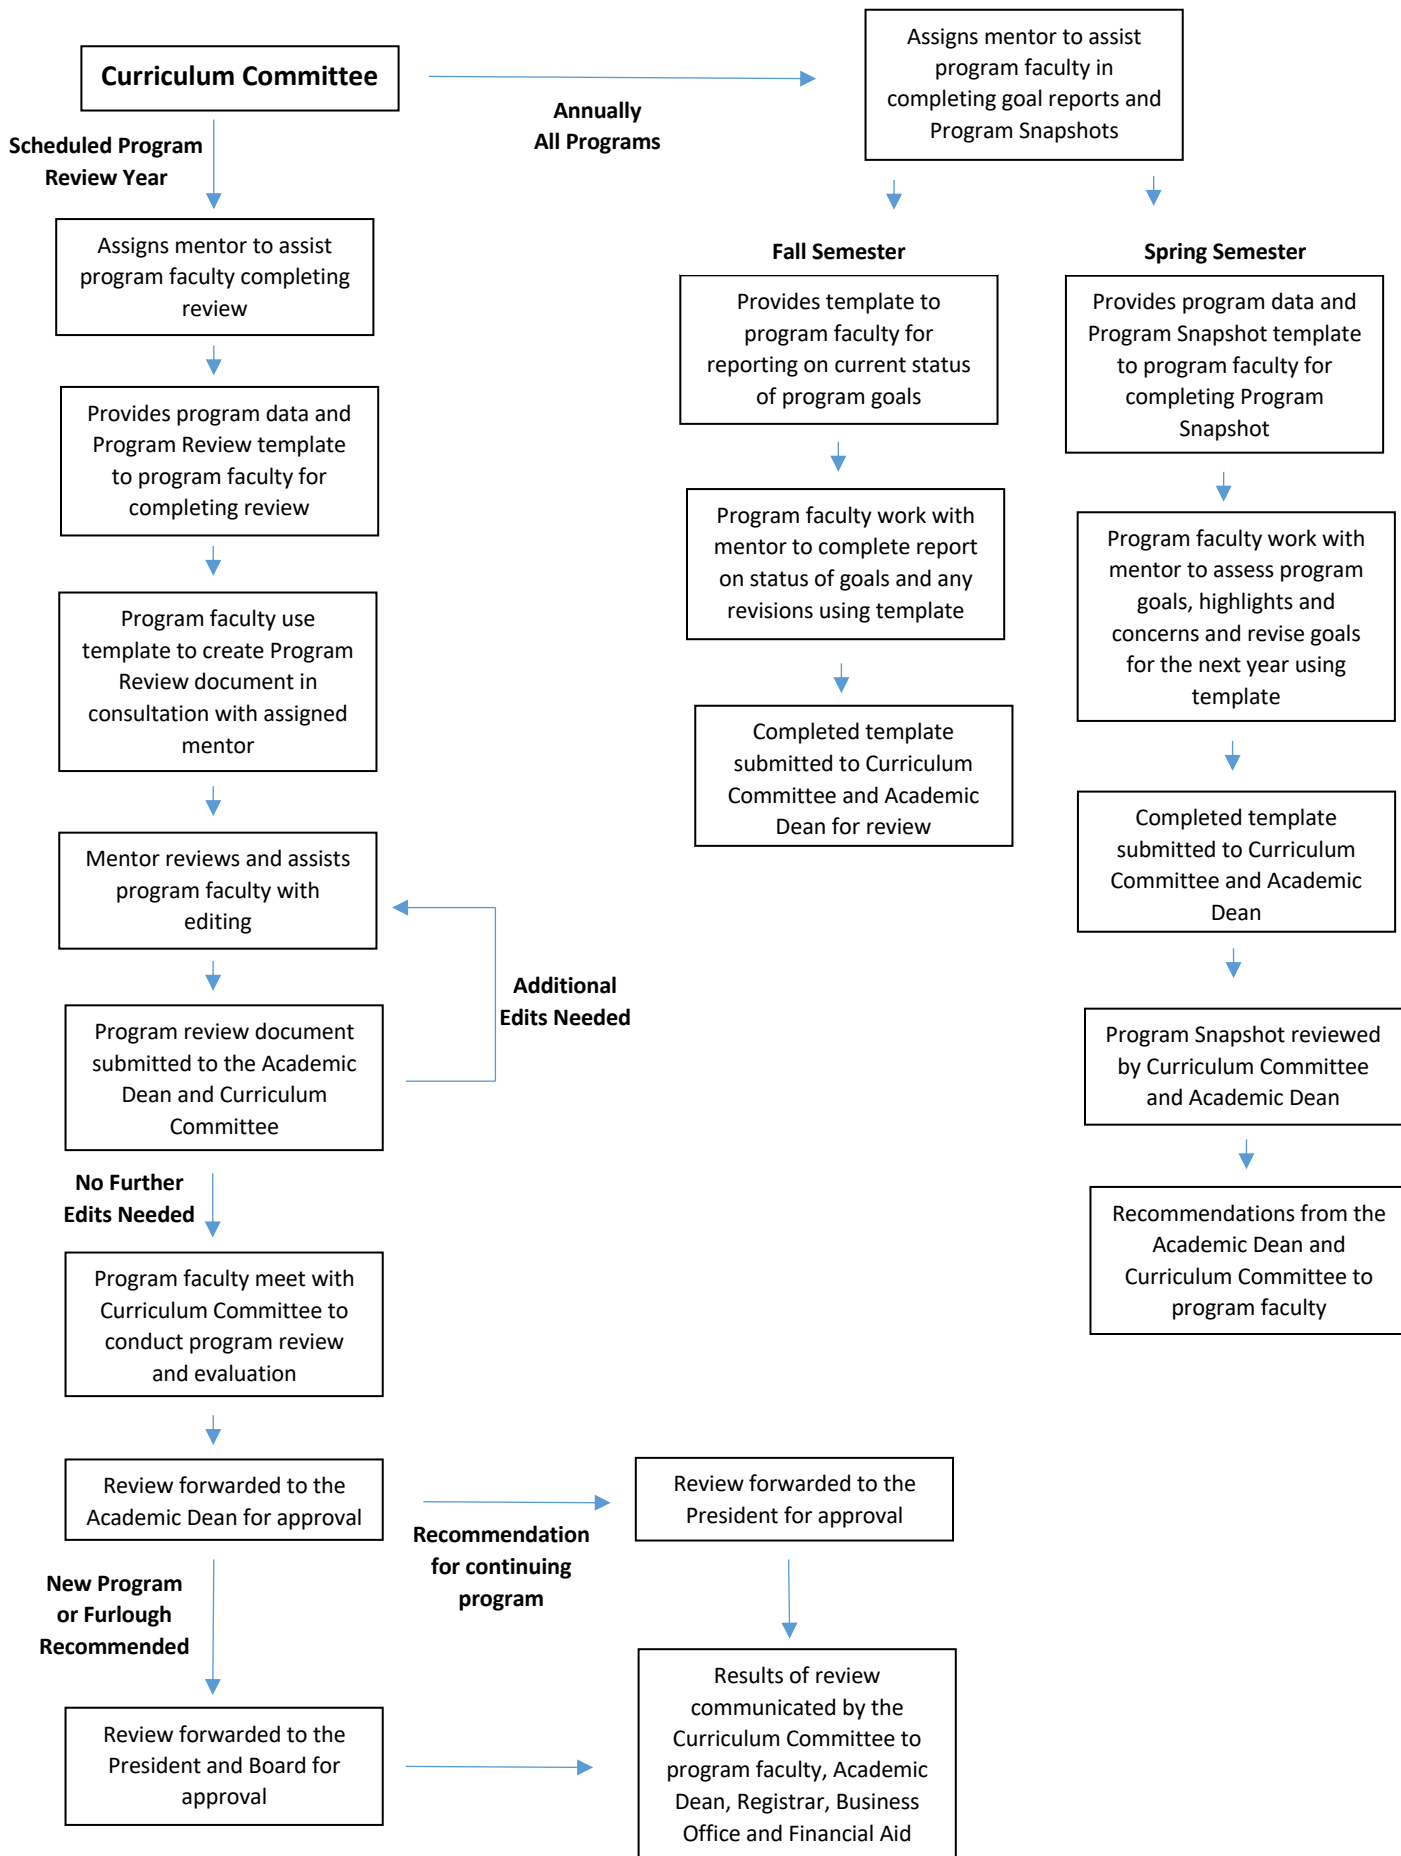 Curriculum Committee
Annually
All Programs
Assigns mentor to assist
program faculty in
completing goal reports and
Program Snapshots
Scheduled Program
Review Year
Assigns mentor to assist
program faculty completing
review
Provides program data and
Program Review template
to program faculty for
completing review
Program faculty use
template to create Program
Review document in
consultation with assigned
mentor
Mentor reviews and assists
program faculty with
editing
Additional
Edits Needed
Program review document
submitted to the Academic
Dean and Curriculum
Committee
No Further
Edits Needed
Program faculty meet with
Curriculum Committee to
conduct program review
and evaluation
Review forwarded to the
Academic Dean for approval
Recommendation
for continuing
program
Review forwarded to the
President for approval
New Program
or Furlough
Recommended
Review forwarded to the
President and Board for
approval
Results of review
communicated by the
Curriculum Committee to
program faculty, Academic
Dean, Registrar, Business
Office and Financial Aid
Fall Semester
Provides template to
program faculty for
reporting on current status
of program goals
Program faculty work with
mentor to complete report
on status of goals and any
revisions using template
Completed template
submitted to Curriculum
Committee and Academic
Dean for review
Spring Semester
Provides program data and
Program Snapshot template
to program faculty for
completing Program
Snapshot
Program faculty work with
mentor to assess program
goals, highlights and
concerns and revise goals
for the next year using
template
Completed template
submitted to Curriculum
Committee and Academic
Dean
Program Snapshot reviewed
by Curriculum Committee
and Academic Dean
Recommendations from the
Academic Dean and
Curriculum Committee to
program faculty